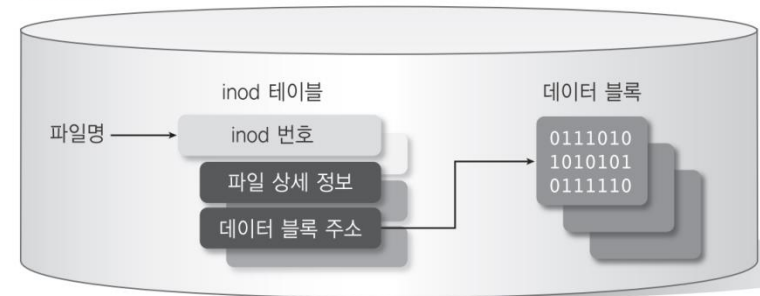 inod 테이블
데이터 블록
파일명
inod 번호
파일 상세 정보
데이터 블록 주소
0111010
1010101
0111110